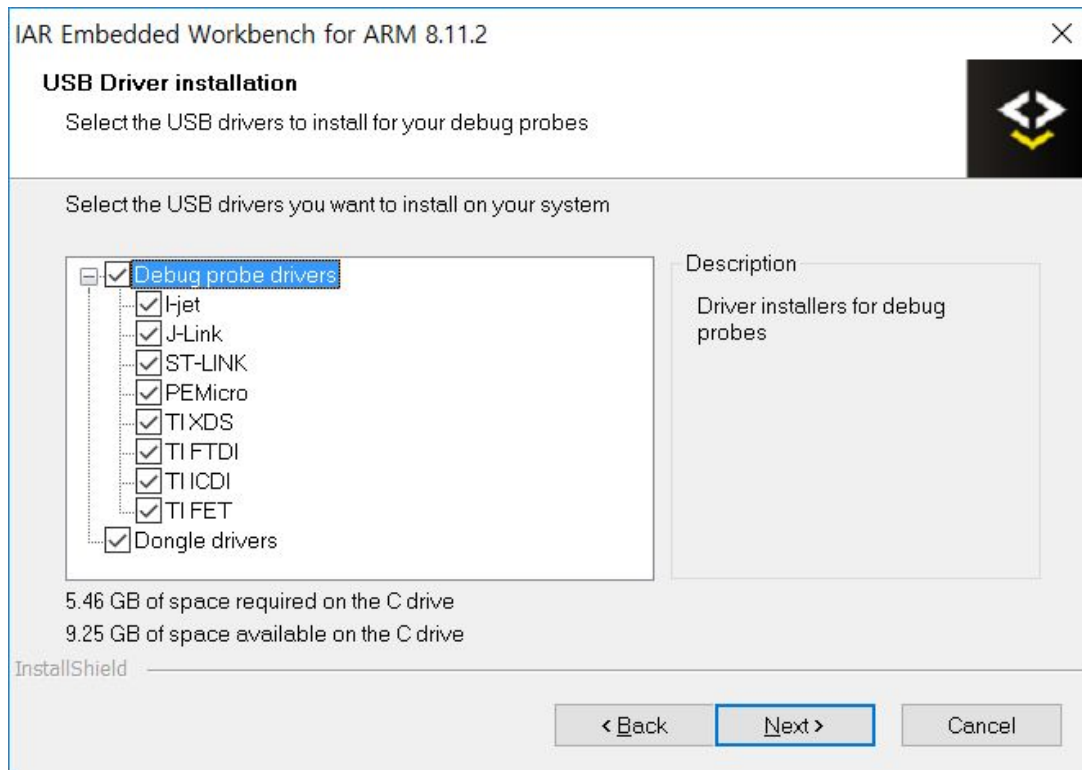 IAR Embedded Workbench for ARM 8.11.2
USB Driver installation
Select the USB drivers to install for your debug probes
Select the USB drivers you want to install on your system
Debug probe drivers
I-jet
J-Link
ST-LINK
PEMicro
TI XDS
TI FTDI
TI ICDI
TI FET
Dongle drivers
Description
Driver installers for debug
probes
5.46 GB of space required on the C drive
9.25 GB of space available on the C drive
InstallShield
< Back
Next >
Cancel